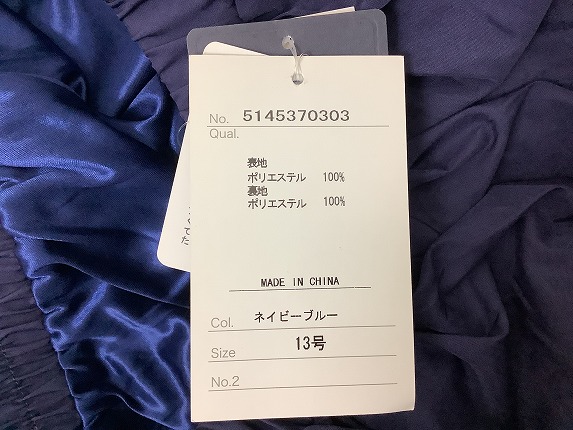 No. 5145370303
Qual.
表地
ポリエステル 100%
裏地
ポリエステル 100%
MADE IN CHINA
Col. ネイビーブルー
Size 13号
No.2